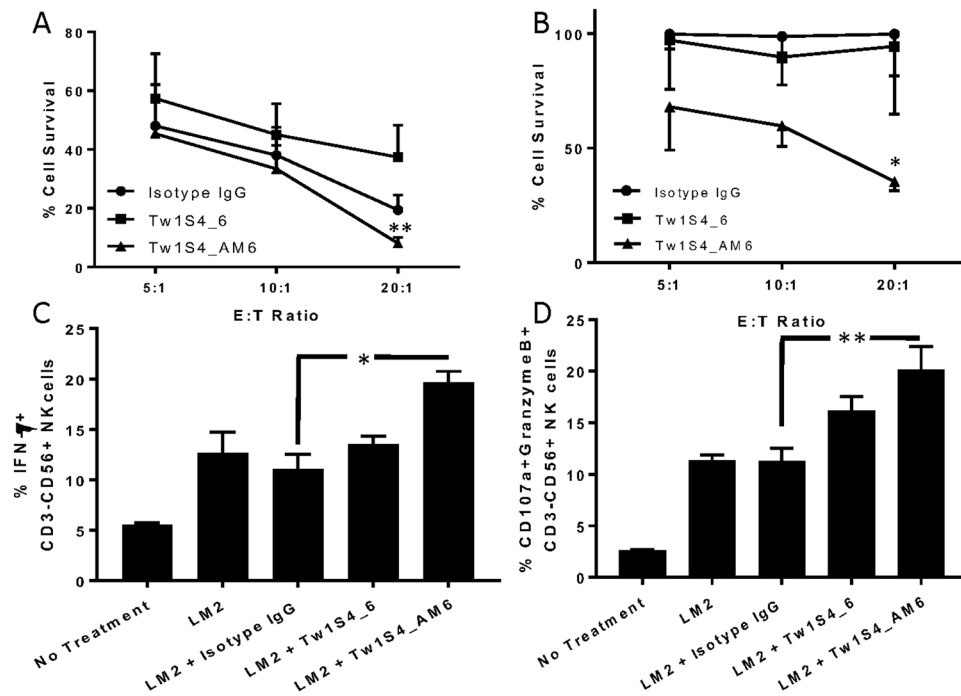 A
80
60
40
20
0
% Cell Survival
Isotype IgG
Tw1S4_6
Tw1S4_AM6
**
5:1 10:1 20:1
E:T Ratio
B
100
50
0
% Cell Survival
Isotype IgG
Tw1S4_6
Tw1S4_AM6
*
5:1 10:1 20:1
E:T Ratio
C
25
20
15
10
5
0
% IFN-γ+
CD3-CD56+ NK cells
*
No Treatment
LM2
LM2 + Isotype IgG
LM2 + Tw1S4_6
LM2 + Tw1S4_AM6
D
25
20
15
10
5
0
% CD107a+GranzymeB+
CD3-CD56+ NK cells
**
No Treatment
LM2
LM2 + Isotype IgG
LM2 + Tw1S4_6
LM2 + Tw1S4_AM6